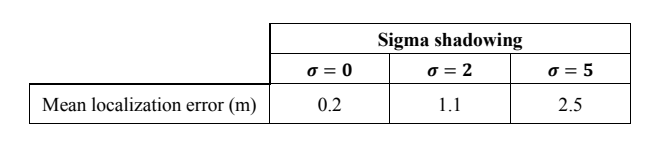 Sigma shadowing
σ = 0 σ = 2 σ = 5
Mean localization error (m) 0.2 1.1 2.5